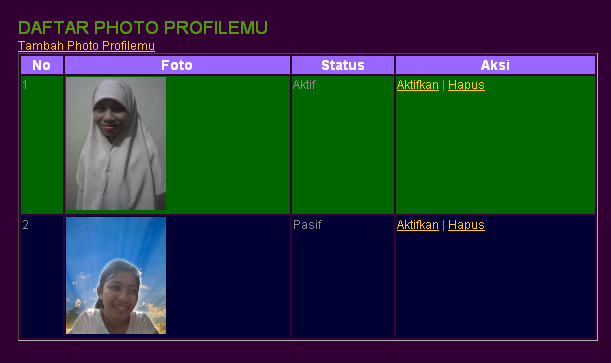 DAFTAR PHOTO PROFILEMU
Tambah Photo Profilemu
No Foto Status Aksi
1 Aktif Aktifkan | Hapus
2 Pasif Aktifkan | Hapus